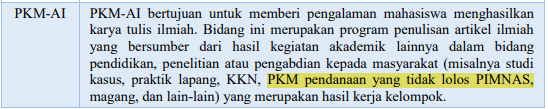 PKM-AI PKM-AI bertujuan untuk memberi pengalaman mahasiswa menghasilkan
karya tulis ilmiah. Bidang ini merupakan program penulisan artikel ilmiah
yang bersumber dari hasil kegiatan akademik lainnya dalam bidang
pendidikan, penelitian atau pengabdian kepada masyarakat (misalnya studi
kasus, praktik lapang, KKN, PKM pendanaan yang tidak lolos PIMNAS,
magang, dan lain-lain) yang merupakan hasil kerja kelompok.